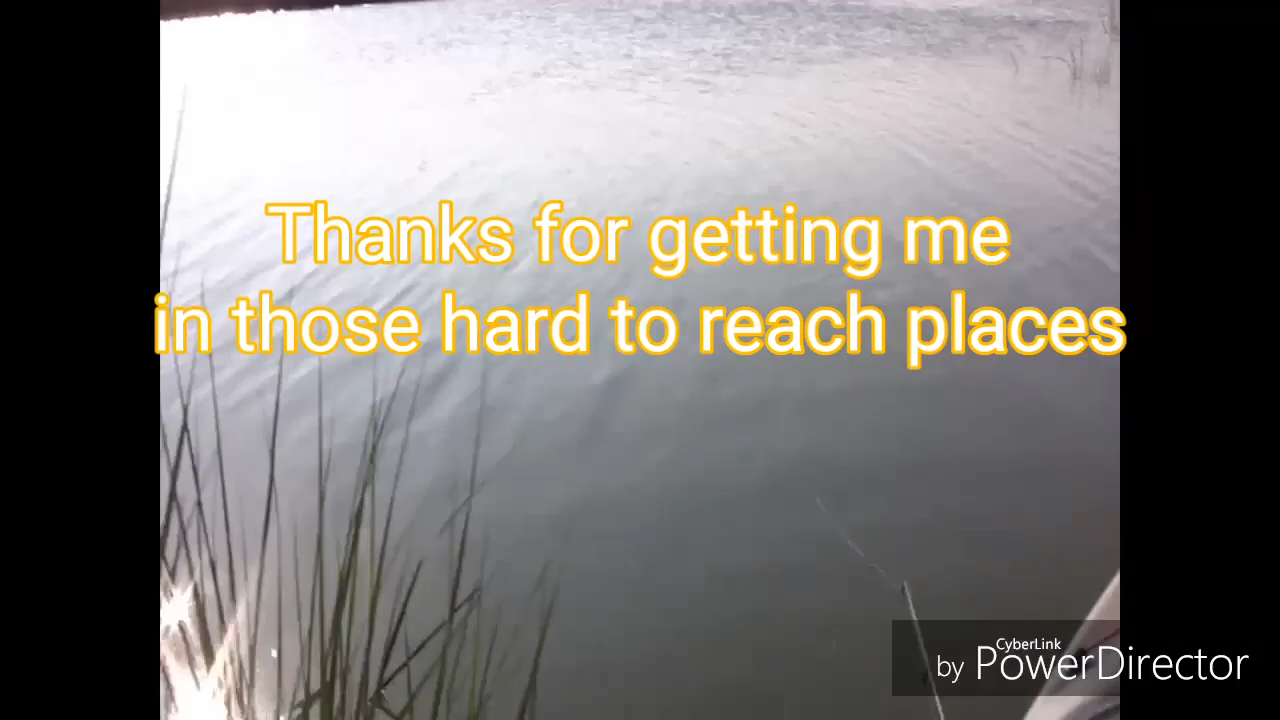 Thanks for getting me
in those hard to reach places
CyberLink
by PowerDirector